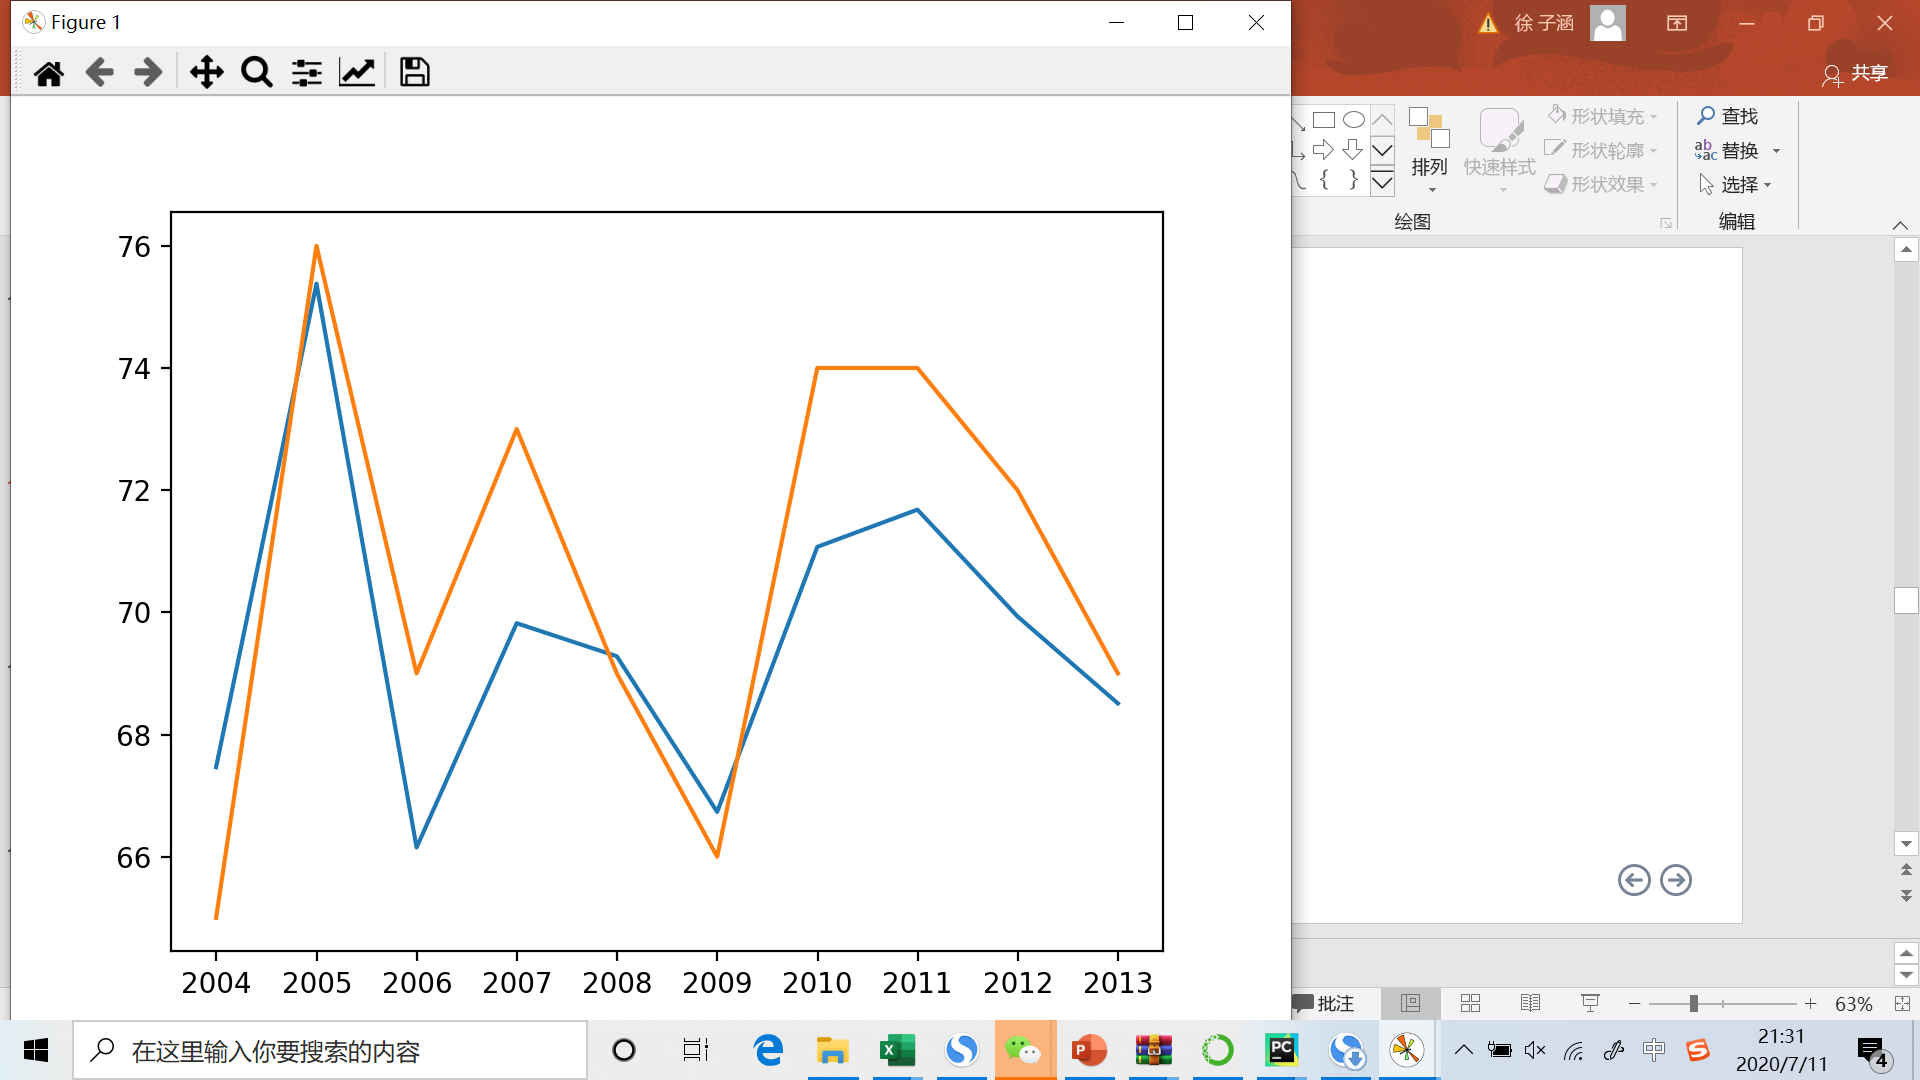 Figure 1
徐 子涵
共享
76
74
72
70
68
66
2004 2005 2006 2007 2008 2009 2010 2011 2012 2013
排列
快速样式
形状填充
形状轮廓
形状效果
绘图
查找
替换
选择
编辑
批注
63%
在这里输入你要搜索的内容
中
21:31
2020/7/11
4